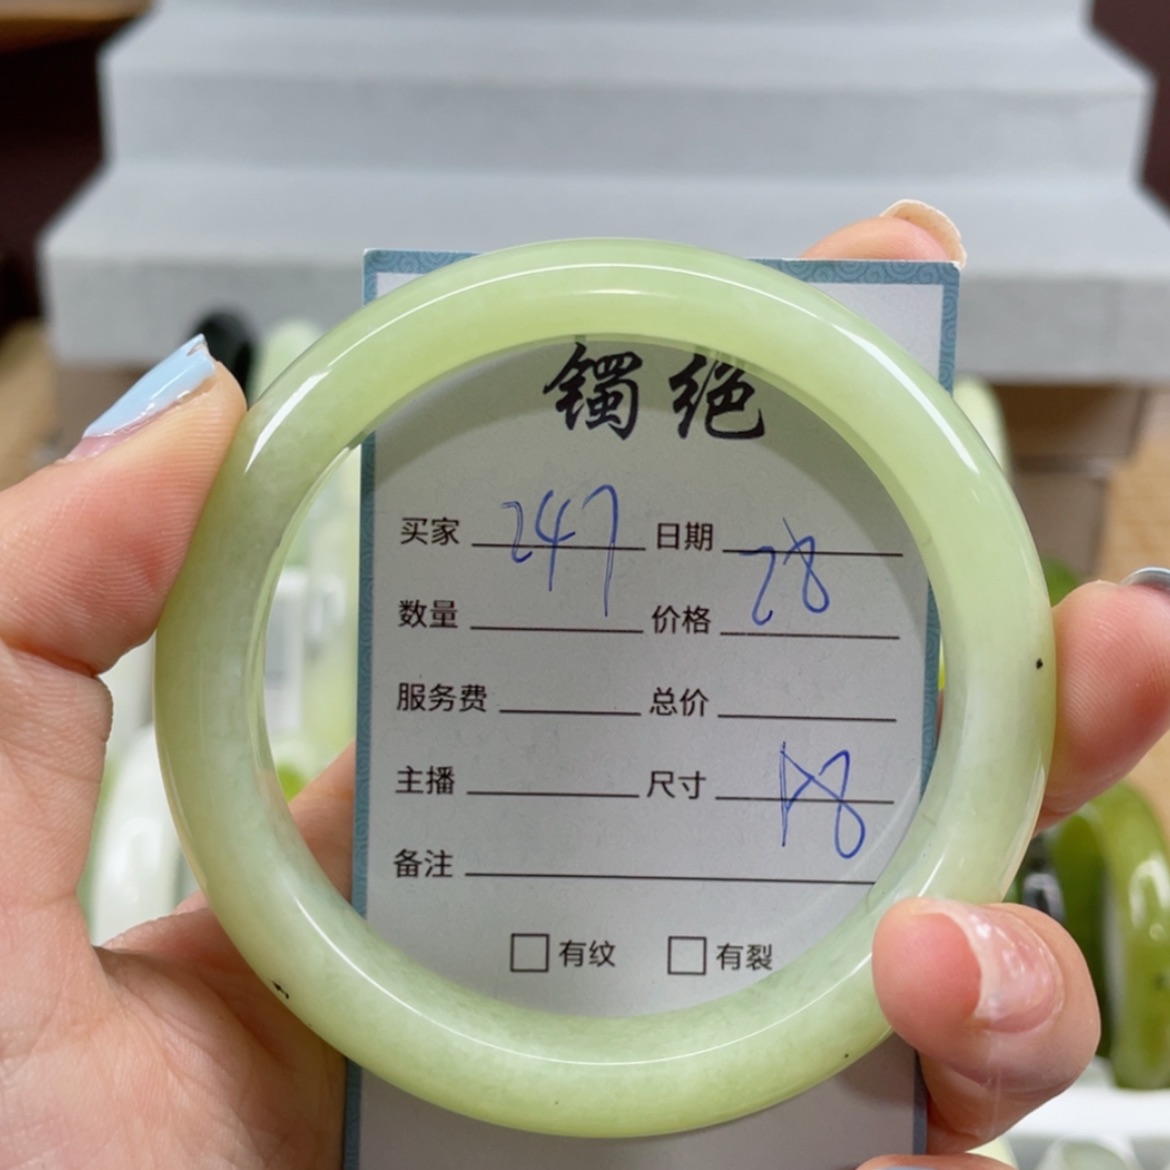 镯绝
买家 247 日期 28
数量 价格
服务费 总价
主播 尺寸
备注
有纹 有裂